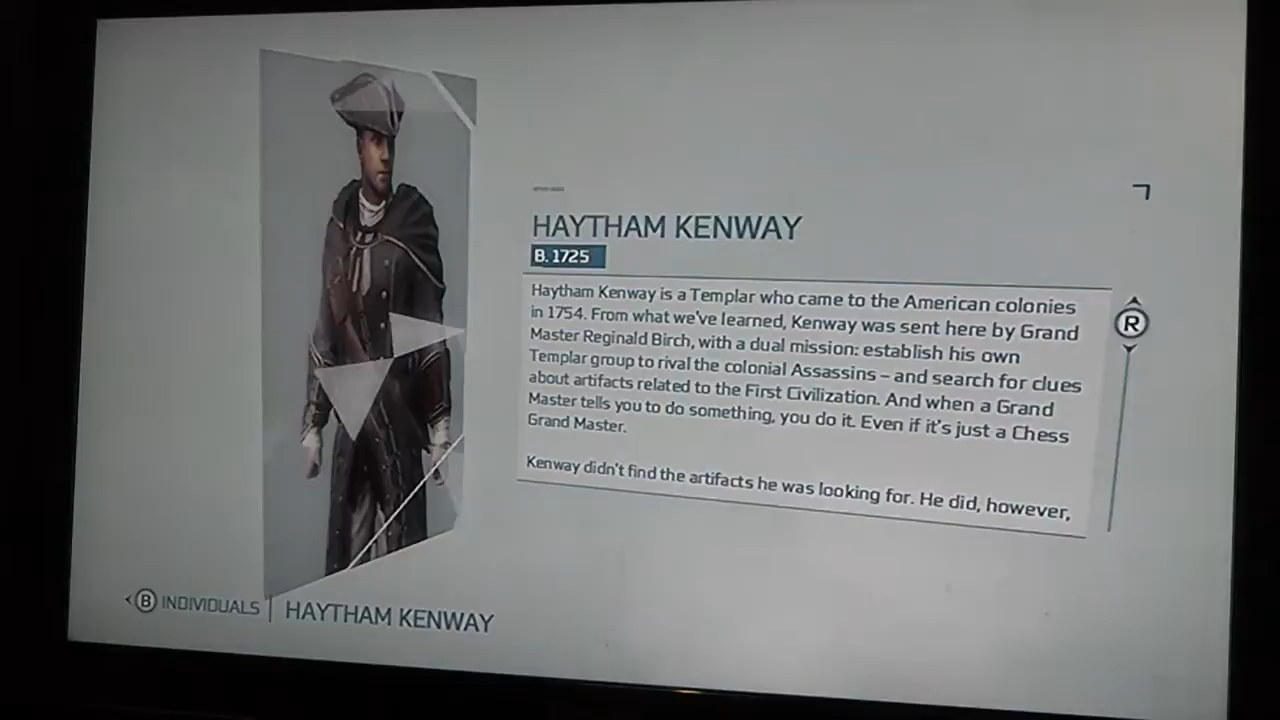 HAYTHAM KENWAY
B. 1725
Haytham Kenway is a Templar who came to the American colonies
in 1754. From what we've learned, Kenway was sent here by Grand
Master Reginald Birch, with a dual mission: establish his own
Templar group to rival the colonial Assassins – and search for clues
about artifacts related to the First Civilization. And when a Grand
Master tells you to do something, you do it. Even if it's just a Chess
Grand Master.
Kenway didn't find the artifacts he was looking for. He did, however,
R
B INDIVIDUALS | HAYTHAM KENWAY